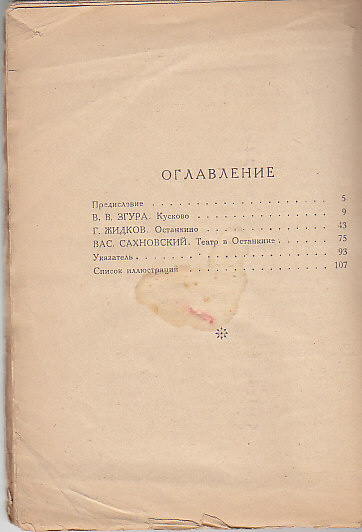 ОГЛАВЛЕНИЕ
Предисловие . . . . . . . . . . . . . . . 5
В. В. ЗГУРА. Кусково . . . . . . . . . . . 9
Г. ЖИДКОВ. Останкино . . . . . . . . . . 43
ВАС. САХНОВСКИЙ. Театр в Останкине . . . . . 75
Указатель . . . . . . . . . . . . . . . . 93
Список иллюстраций . . . . . . . . . . . 107